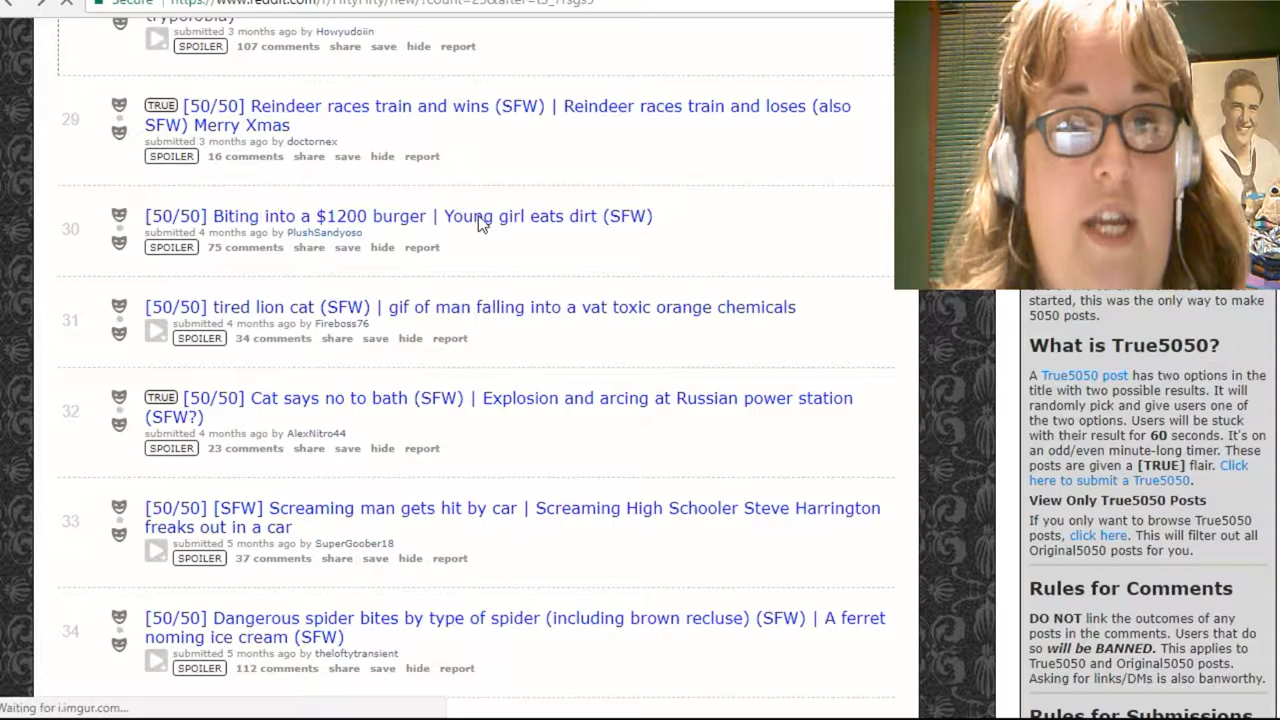 Secure https://www.reddit.com/r/FiftyFifty/new/?count=25&after=t3_7rsgs9
trypophobia)
submitted 3 months ago by Howyudoiin
SPOILER 107 comments share save hide report
29
TRUE [50/50] Reindeer races train and wins (SFW) | Reindeer races train and loses (also
SFW) Merry Xmas
submitted 3 months ago by doctornex
SPOILER 16 comments share save hide report
30
[50/50] Biting into a $1200 burger | Young girl eats dirt (SFW)
submitted 4 months ago by PlushSandyoso
SPOILER 75 comments share save hide report
31
[50/50] tired lion cat (SFW) | gif of man falling into a vat toxic orange chemicals
submitted 4 months ago by Fireboss76
SPOILER 34 comments share save hide report
32
TRUE [50/50] Cat says no to bath (SFW) | Explosion and arcing at Russian power station
(SFW?)
submitted 4 months ago by AlexNitro44
SPOILER 23 comments share save hide report
33
[50/50] [SFW] Screaming man gets hit by car | Screaming High Schooler Steve Harrington
freaks out in a car
submitted 5 months ago by SuperGoober18
SPOILER 37 comments share save hide report
34
[50/50] Dangerous spider bites by type of spider (including brown recluse) (SFW) | A ferret
noming ice cream (SFW)
submitted 5 months ago by theloftytransient
SPOILER 112 comments share save hide report
Waiting for i.imgur.com...
started, this was the only way to make
5050 posts.
What is True5050?
A True5050 post has two options in the
title with two possible results. It will
randomly pick and give users one of
the two options. Users will be stuck
with their result for 60 seconds. It's on
an odd/even minute-long timer. These
posts are given a [TRUE] flair. Click
here to submit a True5050.
View Only True5050 Posts
If you only want to browse True5050
posts, click here. This will filter out all
Original5050 posts for you.
Rules for Comments
DO NOT link the outcomes of any
posts in the comments. Users that do
so will be BANNED. This applies to
True5050 and Original5050 posts.
Asking for links/DMs is also banworthy.
Rules for Submissions